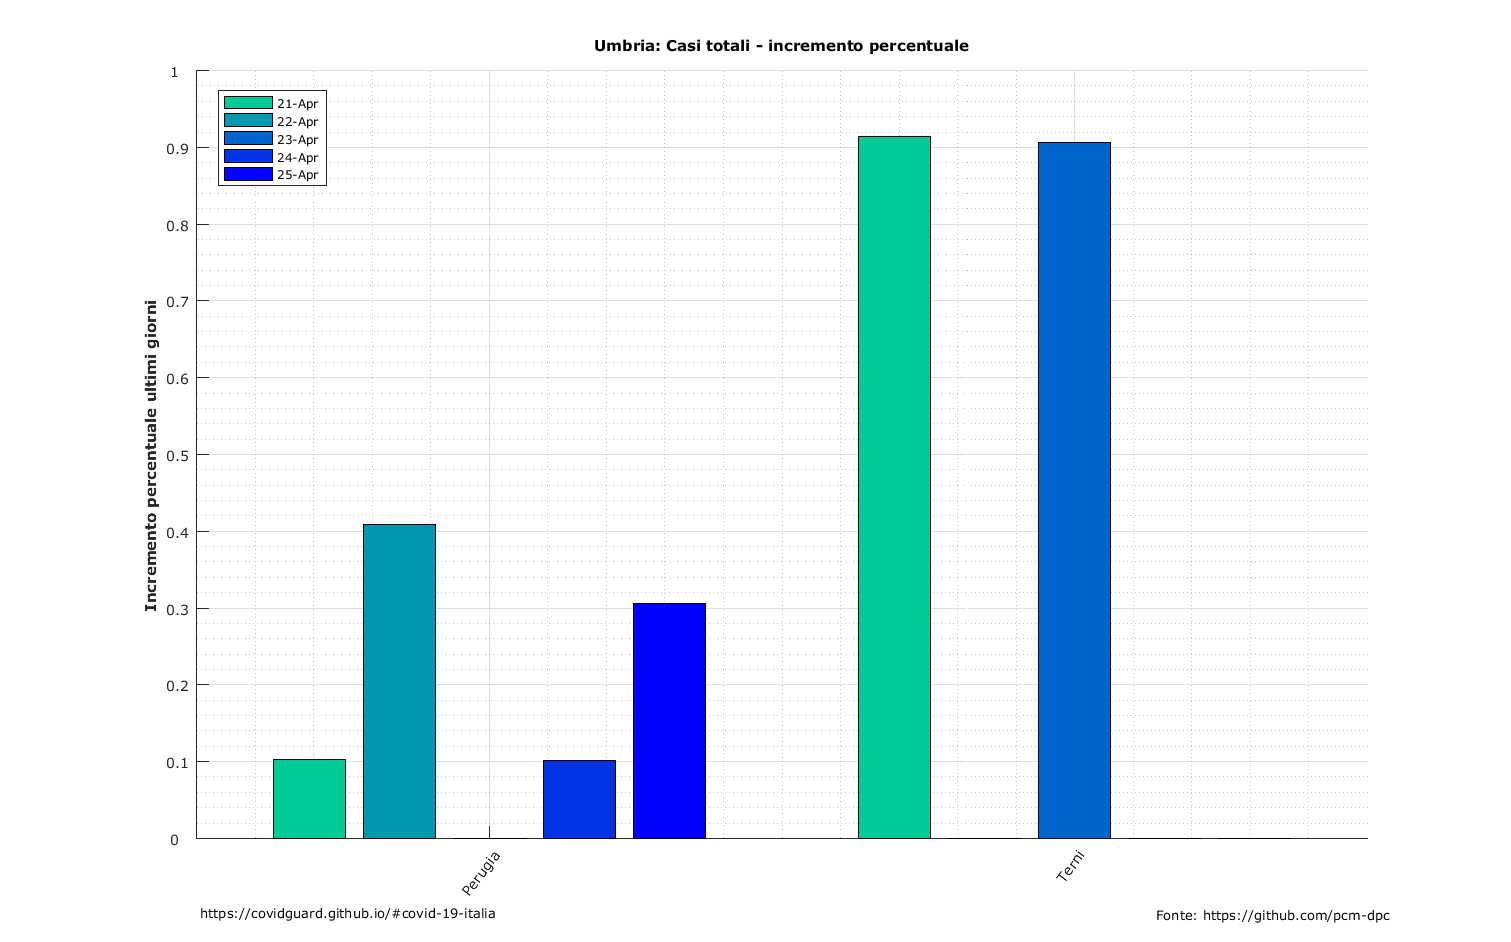 Umbria: Casi totali - incremento percentuale
Incremento percentuale ultimi giorni
1
0.9
0.8
0.7
0.6
0.5
0.4
0.3
0.2
0.1
0
21-Apr
22-Apr
23-Apr
24-Apr
25-Apr
Perugia
Terni
https://covidguard.github.io/#covid-19-italia
Fonte: https://github.com/pcm-dpc